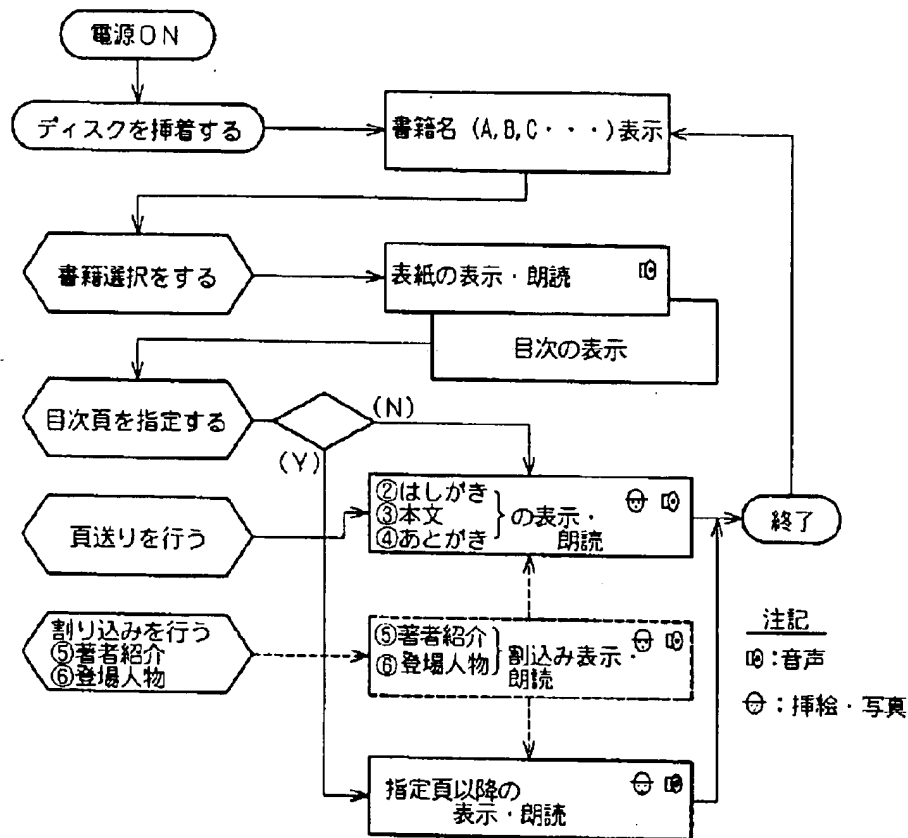 電源ON
ディスクを挿着する
書籍名（A,B,C・・・）表示
書籍選択をする
表紙の表示・朗読
目次の表示
目次頁を指定する
(N)
(Y)
②はしがき
③本文
④あとがき
の表示・
朗読
頁送りを行う
終了
割り込みを行う
⑤著者紹介
⑥登場人物
⑤著者紹介
⑥登場人物
割込み表示・
朗読
注記
：音声
：挿絵・写真
指定頁以降の
表示・朗読